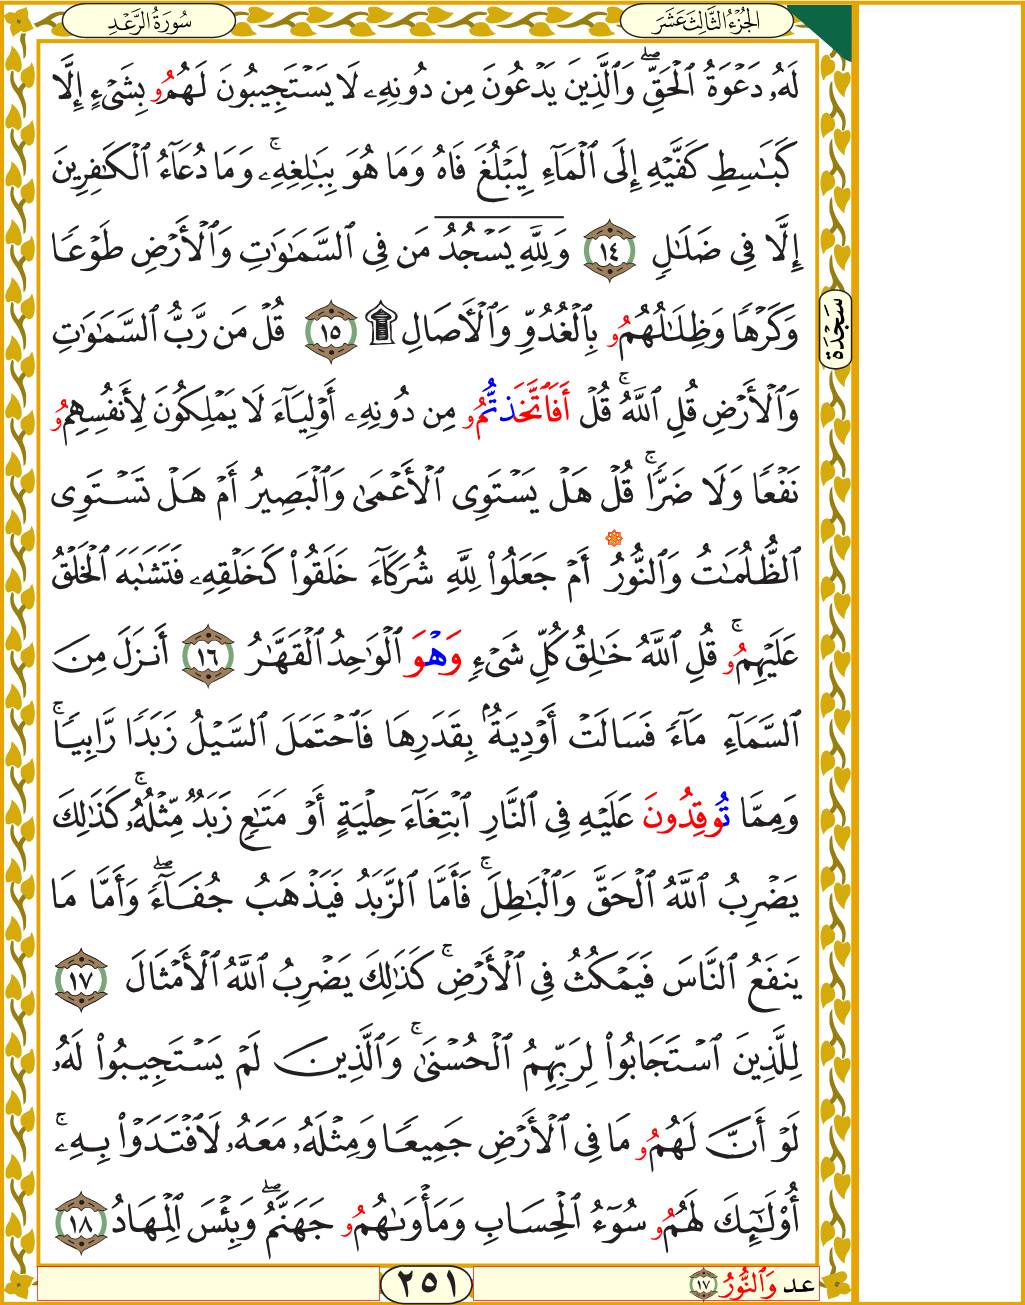 الجُزْءُ الثَّالِثَ عَشَرَ
سُورَةُ الرَّعْدِ
لَهُۥ دَعْوَةُ ٱلْحَقِّۖ وَٱلَّذِينَ يَدْعُونَ مِن دُونِهِۦ لَا يَسْتَجِيبُونَ لَهُمُۥ بِشَىْءٍ إِلَّا
كَبَٰسِطِ كَفَّيْهِ إِلَى ٱلْمَآءِ لِيَبْلُغَ فَاهُ وَمَا هُوَ بِبَٰلِغِهِۦۚ وَمَا دُعَآءُ ٱلْكَٰفِرِينَ
إِلَّا فِى ضَلَٰلٍ ١٤ وَلِلَّهِ يَسْجُدُ مَن فِى ٱلسَّمَٰوَٰتِ وَٱلْأَرْضِ طَوْعًا
وَكَرْهًا وَظِلَٰلُهُمُۥ بِٱلْغُدُوِّ وَٱلْأَصَالِ ۩ ١٥ قُلْ مَن رَّبُّ ٱلسَّمَٰوَٰتِ
سَجْدَة
وَٱلْأَرْضِ قُلِ ٱللَّهُۚ قُلْ أَفَٱتَّخَذتُّمُۥ مِن دُونِهِۦ أَوْلِيَآءَ لَا يَمْلِكُونَ لِأَنفُسِهِمُۥ
نَفْعًا وَلَا ضَرًّاۚ قُلْ هَلْ يَسْتَوِى ٱلْأَعْمَىٰ وَٱلْبَصِيرُ أَمْ هَلْ تَسْتَوِى
ٱلظُّلُمَٰتُ وَٱلنُّورُ أَمْ جَعَلُوا۟ لِلَّهِ شُرَكَآءَ خَلَقُوا۟ كَخَلْقِهِۦ فَتَشَٰبَهَ ٱلْخَلْقُ
عَلَيْهِمُۥۚ قُلِ ٱللَّهُ خَٰلِقُ كُلِّ شَىْءٍ وَهْوَ ٱلْوَٰحِدُ ٱلْقَهَّٰرُ ١٦ أَنزَلَ مِنَ
ٱلسَّمَآءِ مَآءً فَسَالَتْ أَوْدِيَةٌۢ بِقَدَرِهَا فَٱحْتَمَلَ ٱلسَّيْلُ زَبَدًا رَّابِيًاۚ
وَمِمَّا تُوقِدُونَ عَلَيْهِ فِى ٱلنَّارِ ٱبْتِغَآءَ حِلْيَةٍ أَوْ مَتَٰعٍ زَبَدٌ مِّثْلُهُۥۚ كَذَٰلِكَ
يَضْرِبُ ٱللَّهُ ٱلْحَقَّ وَٱلْبَٰطِلَۚ فَأَمَّا ٱلزَّبَدُ فَيَذْهَبُ جُفَآءًۖ وَأَمَّا مَا
يَنفَعُ ٱلنَّاسَ فَيَمْكُثُ فِى ٱلْأَرْضِۚ كَذَٰلِكَ يَضْرِبُ ٱللَّهُ ٱلْأَمْثَالَ ١٧
لِلَّذِينَ ٱسْتَجَابُوا۟ لِرَبِّهِمُ ٱلْحُسْنَىٰۚ وَٱلَّذِينَ لَمْ يَسْتَجِيبُوا۟ لَهُۥ
لَوْ أَنَّ لَهُمُۥ مَا فِى ٱلْأَرْضِ جَمِيعًا وَمِثْلَهُۥ مَعَهُۥ لَٱفْتَدَوْا۟ بِهِۦۚ
أُو۟لَٰٓئِكَ لَهُمُۥ سُوٓءُ ٱلْحِسَابِ وَمَأْوَىٰهُمُۥ جَهَنَّمُۖ وَبِئْسَ ٱلْمِهَادُ ١٨
عد وَٱلنُّورُ ١٧
٢٥١